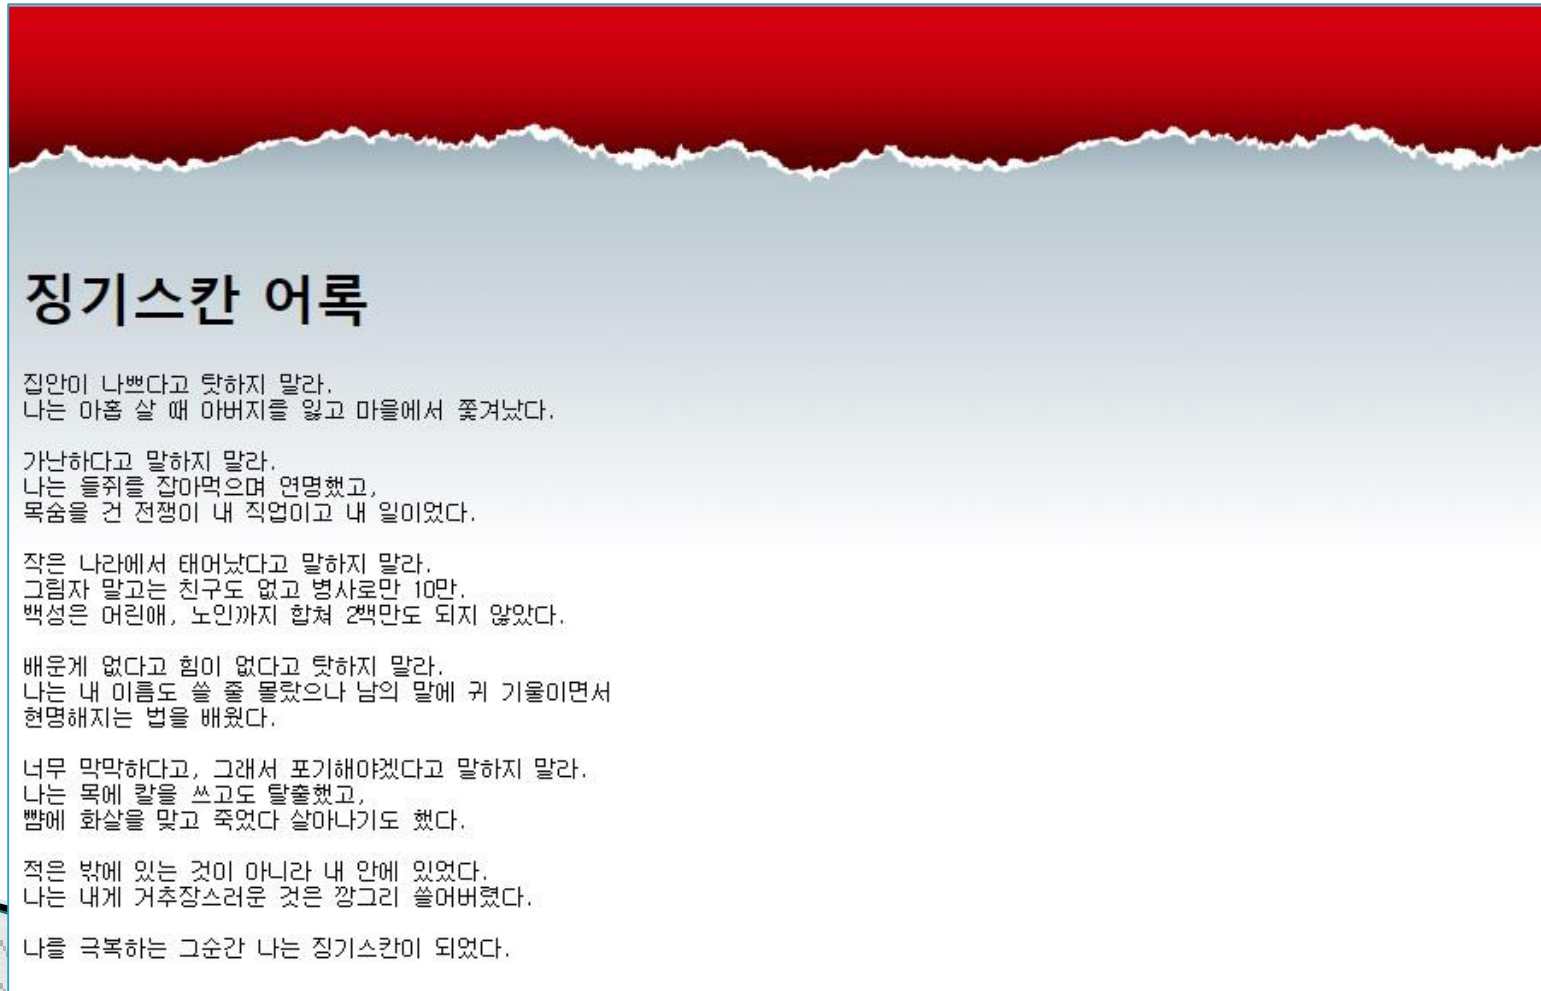 징기스칸 어록
집안이 나쁘다고 탓하지 말라.
나는 아홉 살 때 아버지를 잃고 마을에서 쫓겨났다.
가난하다고 말하지 말라.
나는 들쥐를 잡아먹으며 연명했고,
목숨을 건 전쟁이 내 직업이고 내 일이었다.
작은 나라에서 태어났다고 말하지 말라.
그림자 말고는 친구도 없고 병사로만 10만.
백성은 어린애, 노인까지 합쳐 2백만도 되지 않았다.
배운게 없다고 힘이 없다고 탓하지 말라.
나는 내 이름도 쓸 줄 몰랐으나 남의 말에 귀 기울이면서
현명해지는 법을 배웠다.
너무 막막하다고, 그래서 포기해야겠다고 말하지 말라.
나는 목에 칼을 쓰고도 탈출했고,
뺨에 화살을 맞고 죽었다 살아나기도 했다.
적은 밖에 있는 것이 아니라 내 안에 있었다.
나는 내게 거추장스러운 것은 깡그리 쓸어버렸다.
나를 극복하는 그순간 나는 징기스칸이 되었다.